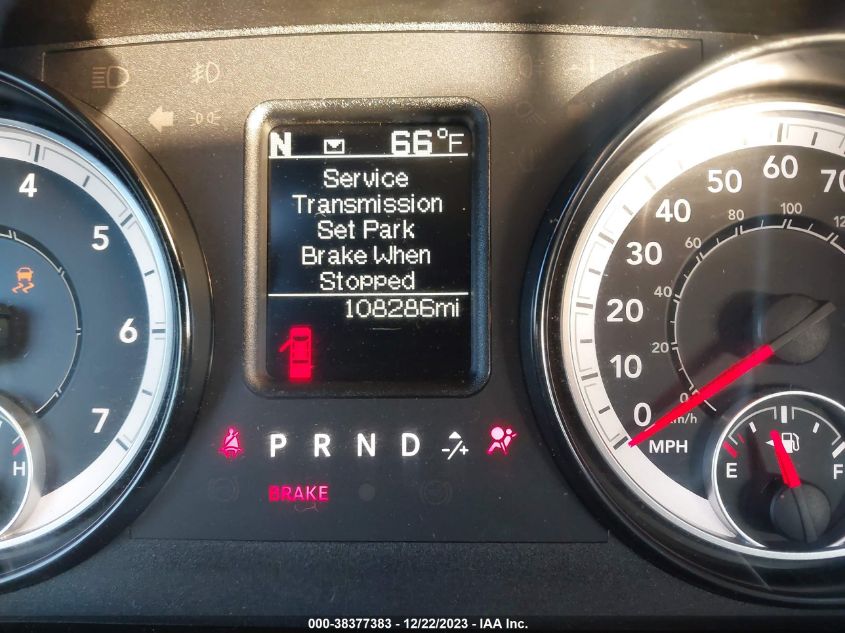 N 66°F
Service
Transmission
Set Park
Brake When
Stopped
108286mi
4
5
6
7
H
P R N D -/+
BRAKE
0
10
20
30
40
50
60
70
0
20
40
60
80
100
MPH
E F
000-38377383 - 12/22/2023 - IAA Inc.